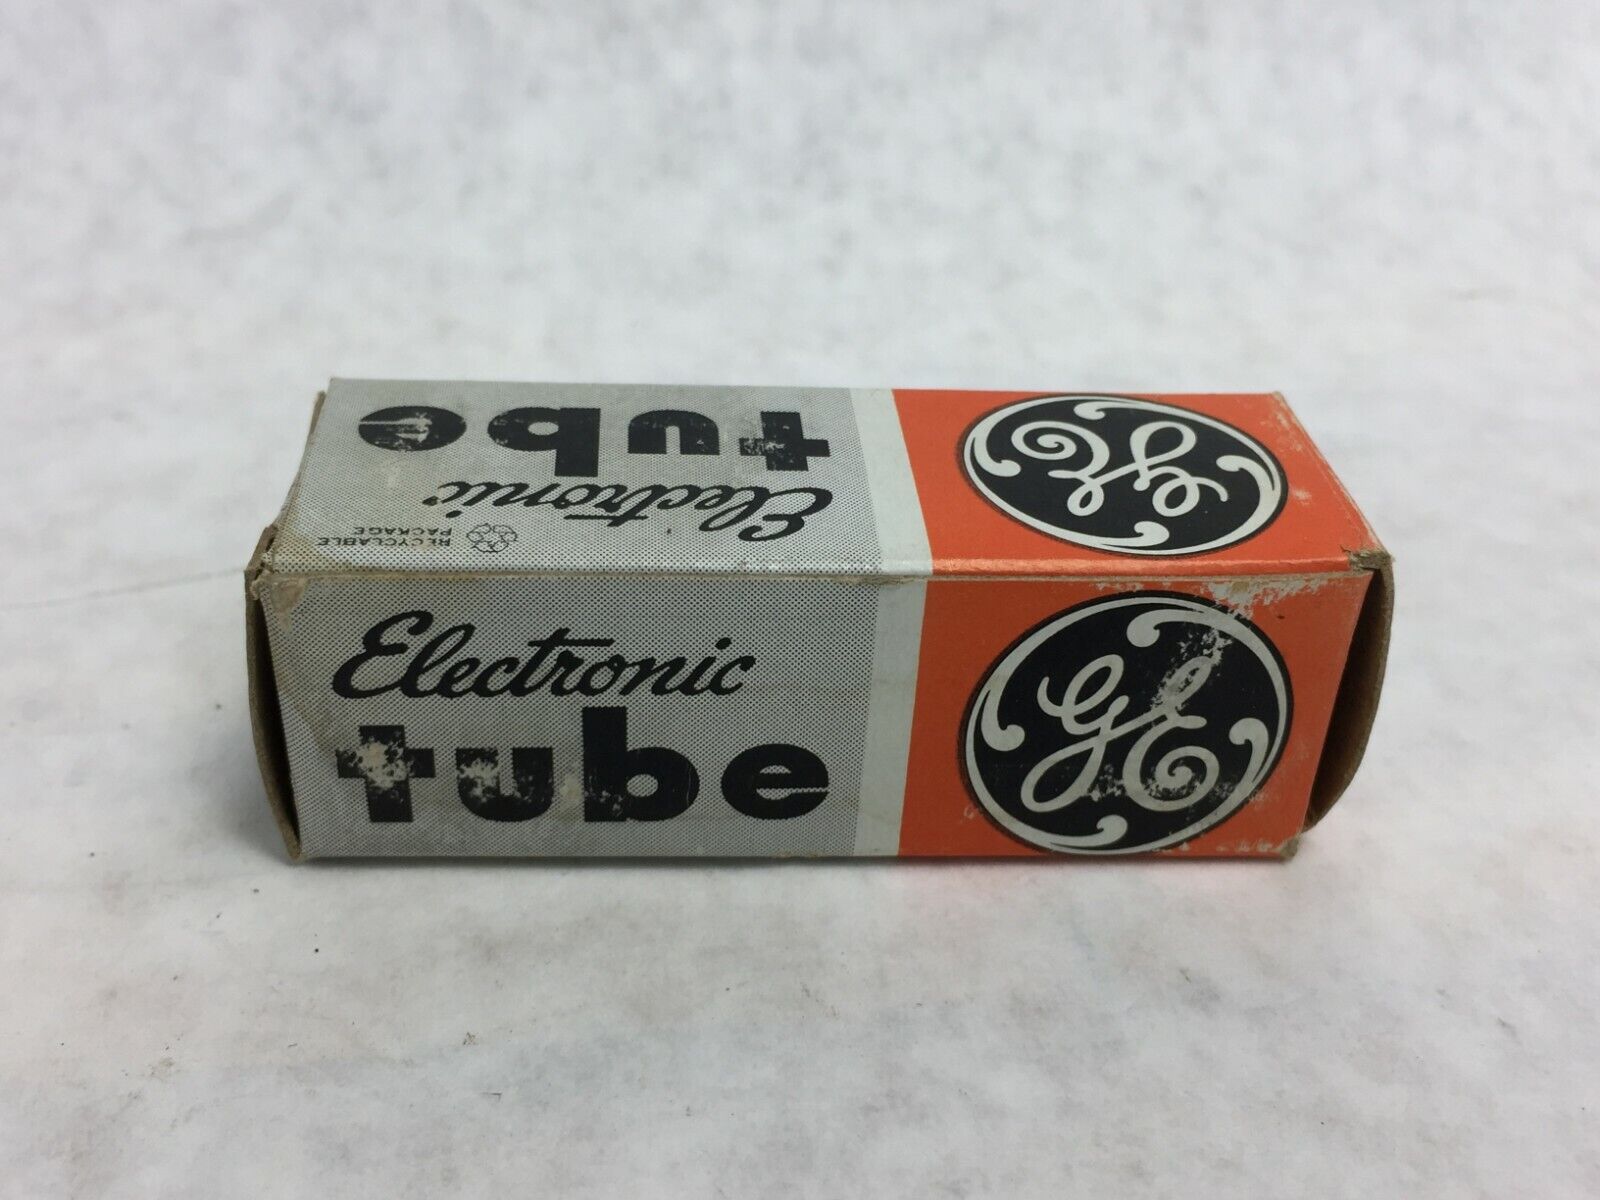 Electronic
tube
GE
RECYCLABLE
PACKAGE
Electronic
tube
GE